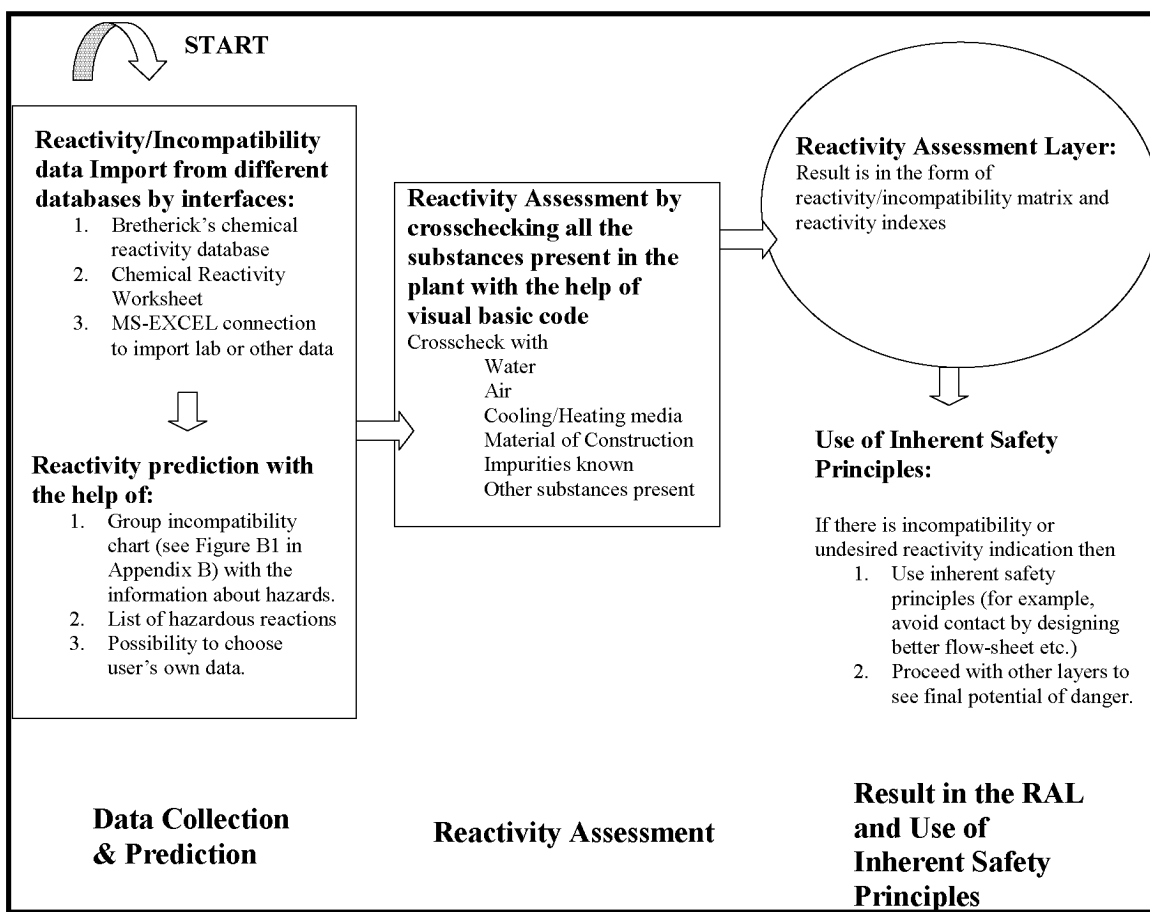 START
Reactivity/Incompatibility
data Import from different
databases by interfaces:
1. Bretherick's chemical
reactivity database
2. Chemical Reactivity
Worksheet
3. MS-EXCEL connection
to import lab or other data
Reactivity prediction with
the help of:
1. Group incompatibility
chart (see Figure B1 in
Appendix B) with the
information about hazards.
2. List of hazardous reactions
3. Possibility to choose
user's own data.
Data Collection
& Prediction
Reactivity Assessment by
crosschecking all the
substances present in the
plant with the help of
visual basic code
Crosscheck with
Water
Air
Cooling/Heating media
Material of Construction
Impurities known
Other substances present
Reactivity Assessment
Reactivity Assessment Layer:
Result is in the form of
reactivity/incompatibility matrix and
reactivity indexes
Use of Inherent Safety
Principles:
If there is incompatibility or
undesired reactivity indication then
1. Use inherent safety
principles (for example,
avoid contact by designing
better flow-sheet etc.)
2. Proceed with other layers to
see final potential of danger.
Result in the RAL
and Use of
Inherent Safety
Principles